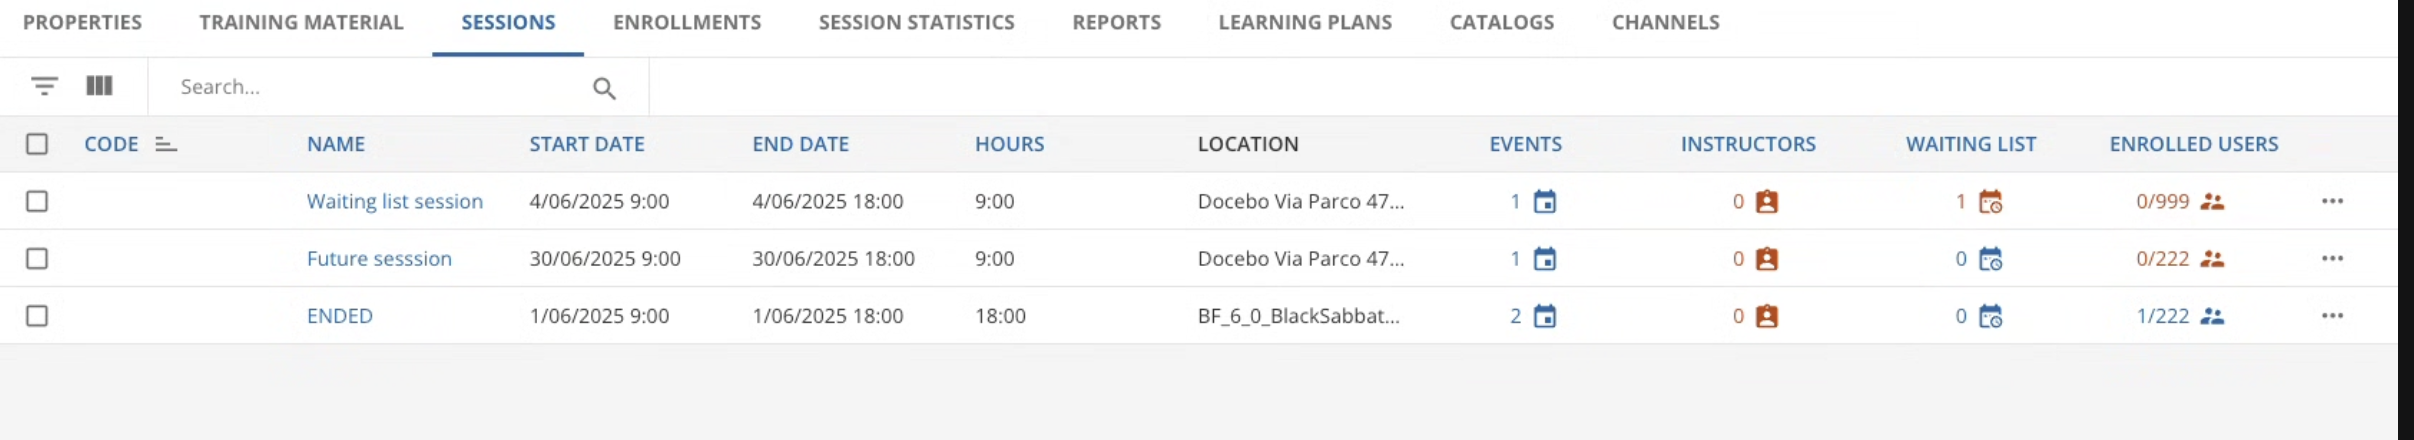 PROPERTIES TRAINING MATERIAL SESSIONS ENROLLMENTS SESSION STATISTICS REPORTS LEARNING PLANS CATALOGS CHANNELS
Search...
CODE NAME START DATE END DATE HOURS LOCATION EVENTS INSTRUCTORS WAITING LIST ENROLLED USERS
Waiting list session 4/06/2025 9:00 4/06/2025 18:00 9:00 Docebo Via Parco 47... 1 0 1 0/999
Future sesssion 30/06/2025 9:00 30/06/2025 18:00 9:00 Docebo Via Parco 47... 1 0 0 0/222
ENDED 1/06/2025 9:00 1/06/2025 18:00 18:00 BF_6_0_BlackSabbat... 2 0 0 1/222